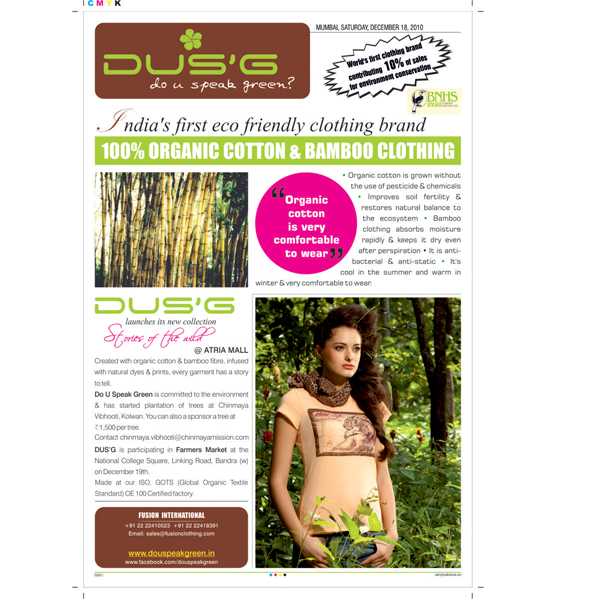 C M Y K
DUS'G
do u speak green?
MUMBAI, SATURDAY, DECEMBER 18, 2010
World's first clothing brand
contributing 10% of sales
for environment conservation
BNHS
India's first eco friendly clothing brand
100% ORGANIC COTTON & BAMBOO CLOTHING
“Organic
cotton
is very
comfortable
to wear”
• Organic cotton is grown without
the use of pesticide & chemicals
• Improves soil fertility &
restores natural balance to
the ecosystem • Bamboo
clothing absorbs moisture
rapidly & keeps it dry even
after perspiration • It is anti-
bacterial & anti-static • It's
cool in the summer and warm in
winter & very comfortable to wear.
DUS'G
launches its new collection
Stories of the wild
@ ATRIA MALL
Created with organic cotton & bamboo fibre, infused
with natural dyes & prints, every garment has a story
to tell.
Do U Speak Green is committed to the environment
& has started plantation of trees at Chinmaya
Vibhooti, Kolwan. You can also a sponsor a tree at
₹ 1,500 per tree.
Contact chinmaya.vibhooti@chinmayamission.com
DUS'G is participating in Farmers Market at the
National College Square, Linking Road, Bandra (w)
on December 19th.
Made at our ISO. GOTS (Global Organic Textile
Standard) OE 100 Certified factory.
FUSION INTERNATIONAL
+91 22 22410523 +91 22 22418391
Email: sales@fusionclothing.com
www.douspeakgreen.in
www.facebook.com/douspeakgreen